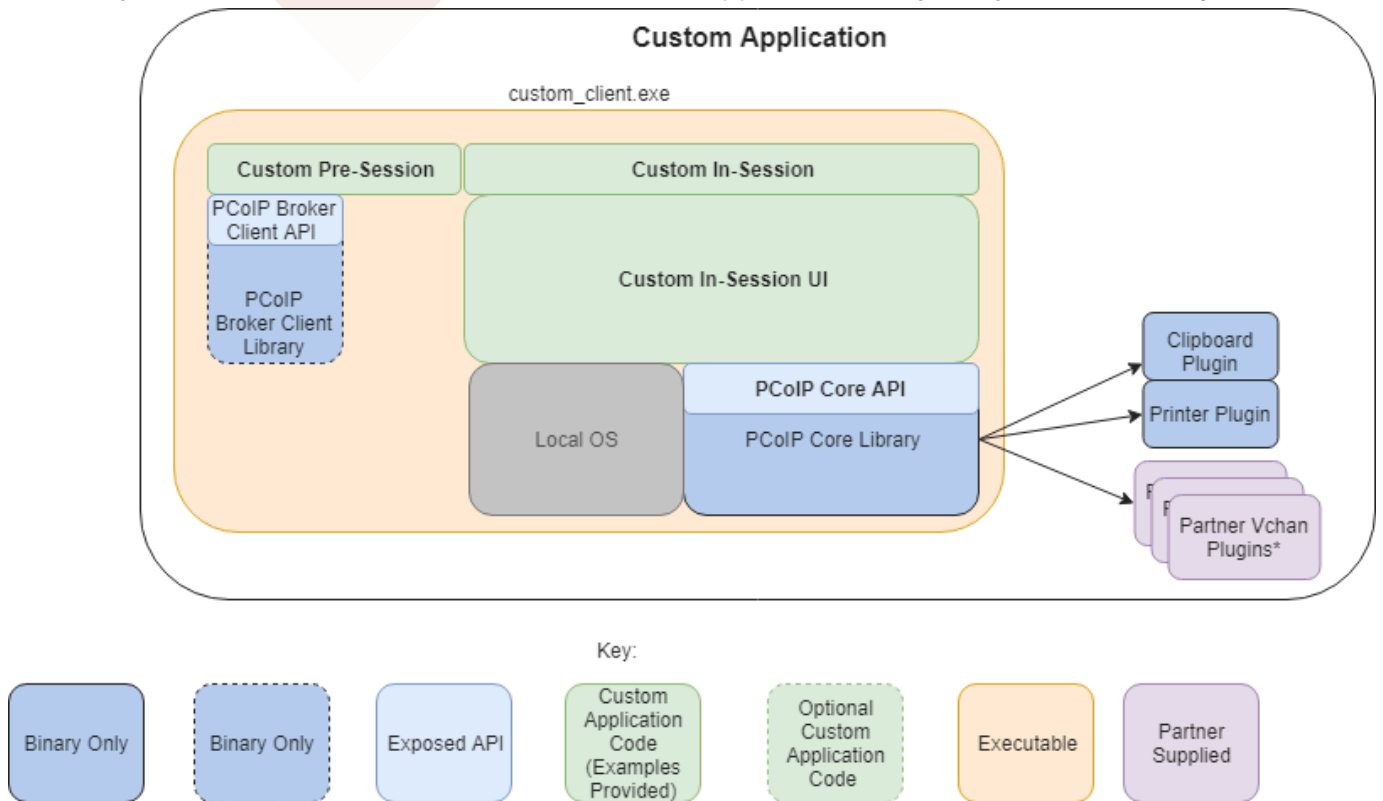 Custom Application
custom_client.exe
Custom Pre-Session
Custom In-Session
PCoIP Broker
Client API
PCoIP
Broker Client
Library
Custom In-Session UI
Local OS
PCoIP Core API
PCoIP Core Library
Clipboard
Plugin
Printer Plugin
Partner Vchan
Plugins*
Key:
Binary Only
Binary Only
Exposed API
Custom
Application
Code
(Examples
Provided)
Optional
Custom
Application
Code
Executable
Partner
Supplied